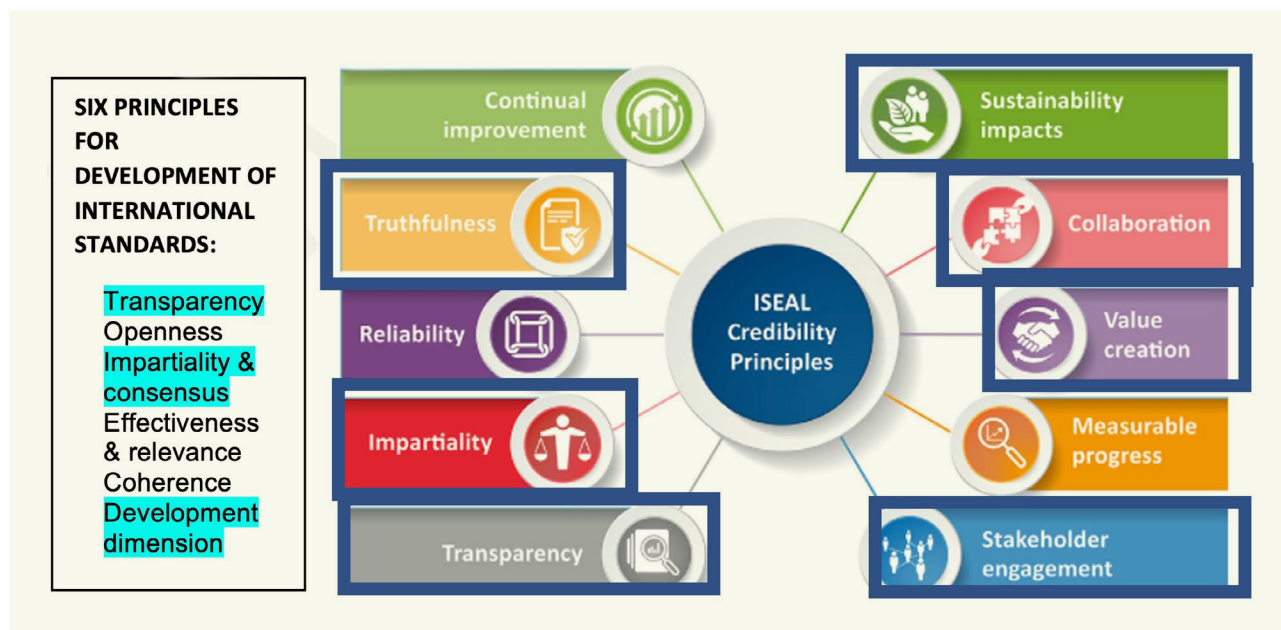 SIX PRINCIPLES
FOR
DEVELOPMENT OF
INTERNATIONAL
STANDARDS:
Transparency
Openness
Impartiality &
consensus
Effectiveness
& relevance
Coherence
Development
dimension
Continual
improvement
Truthfulness
Reliability
Impartiality
Transparency
ISEAL
Credibility
Principles
Sustainability
impacts
Collaboration
Value
creation
Measurable
progress
Stakeholder
engagement